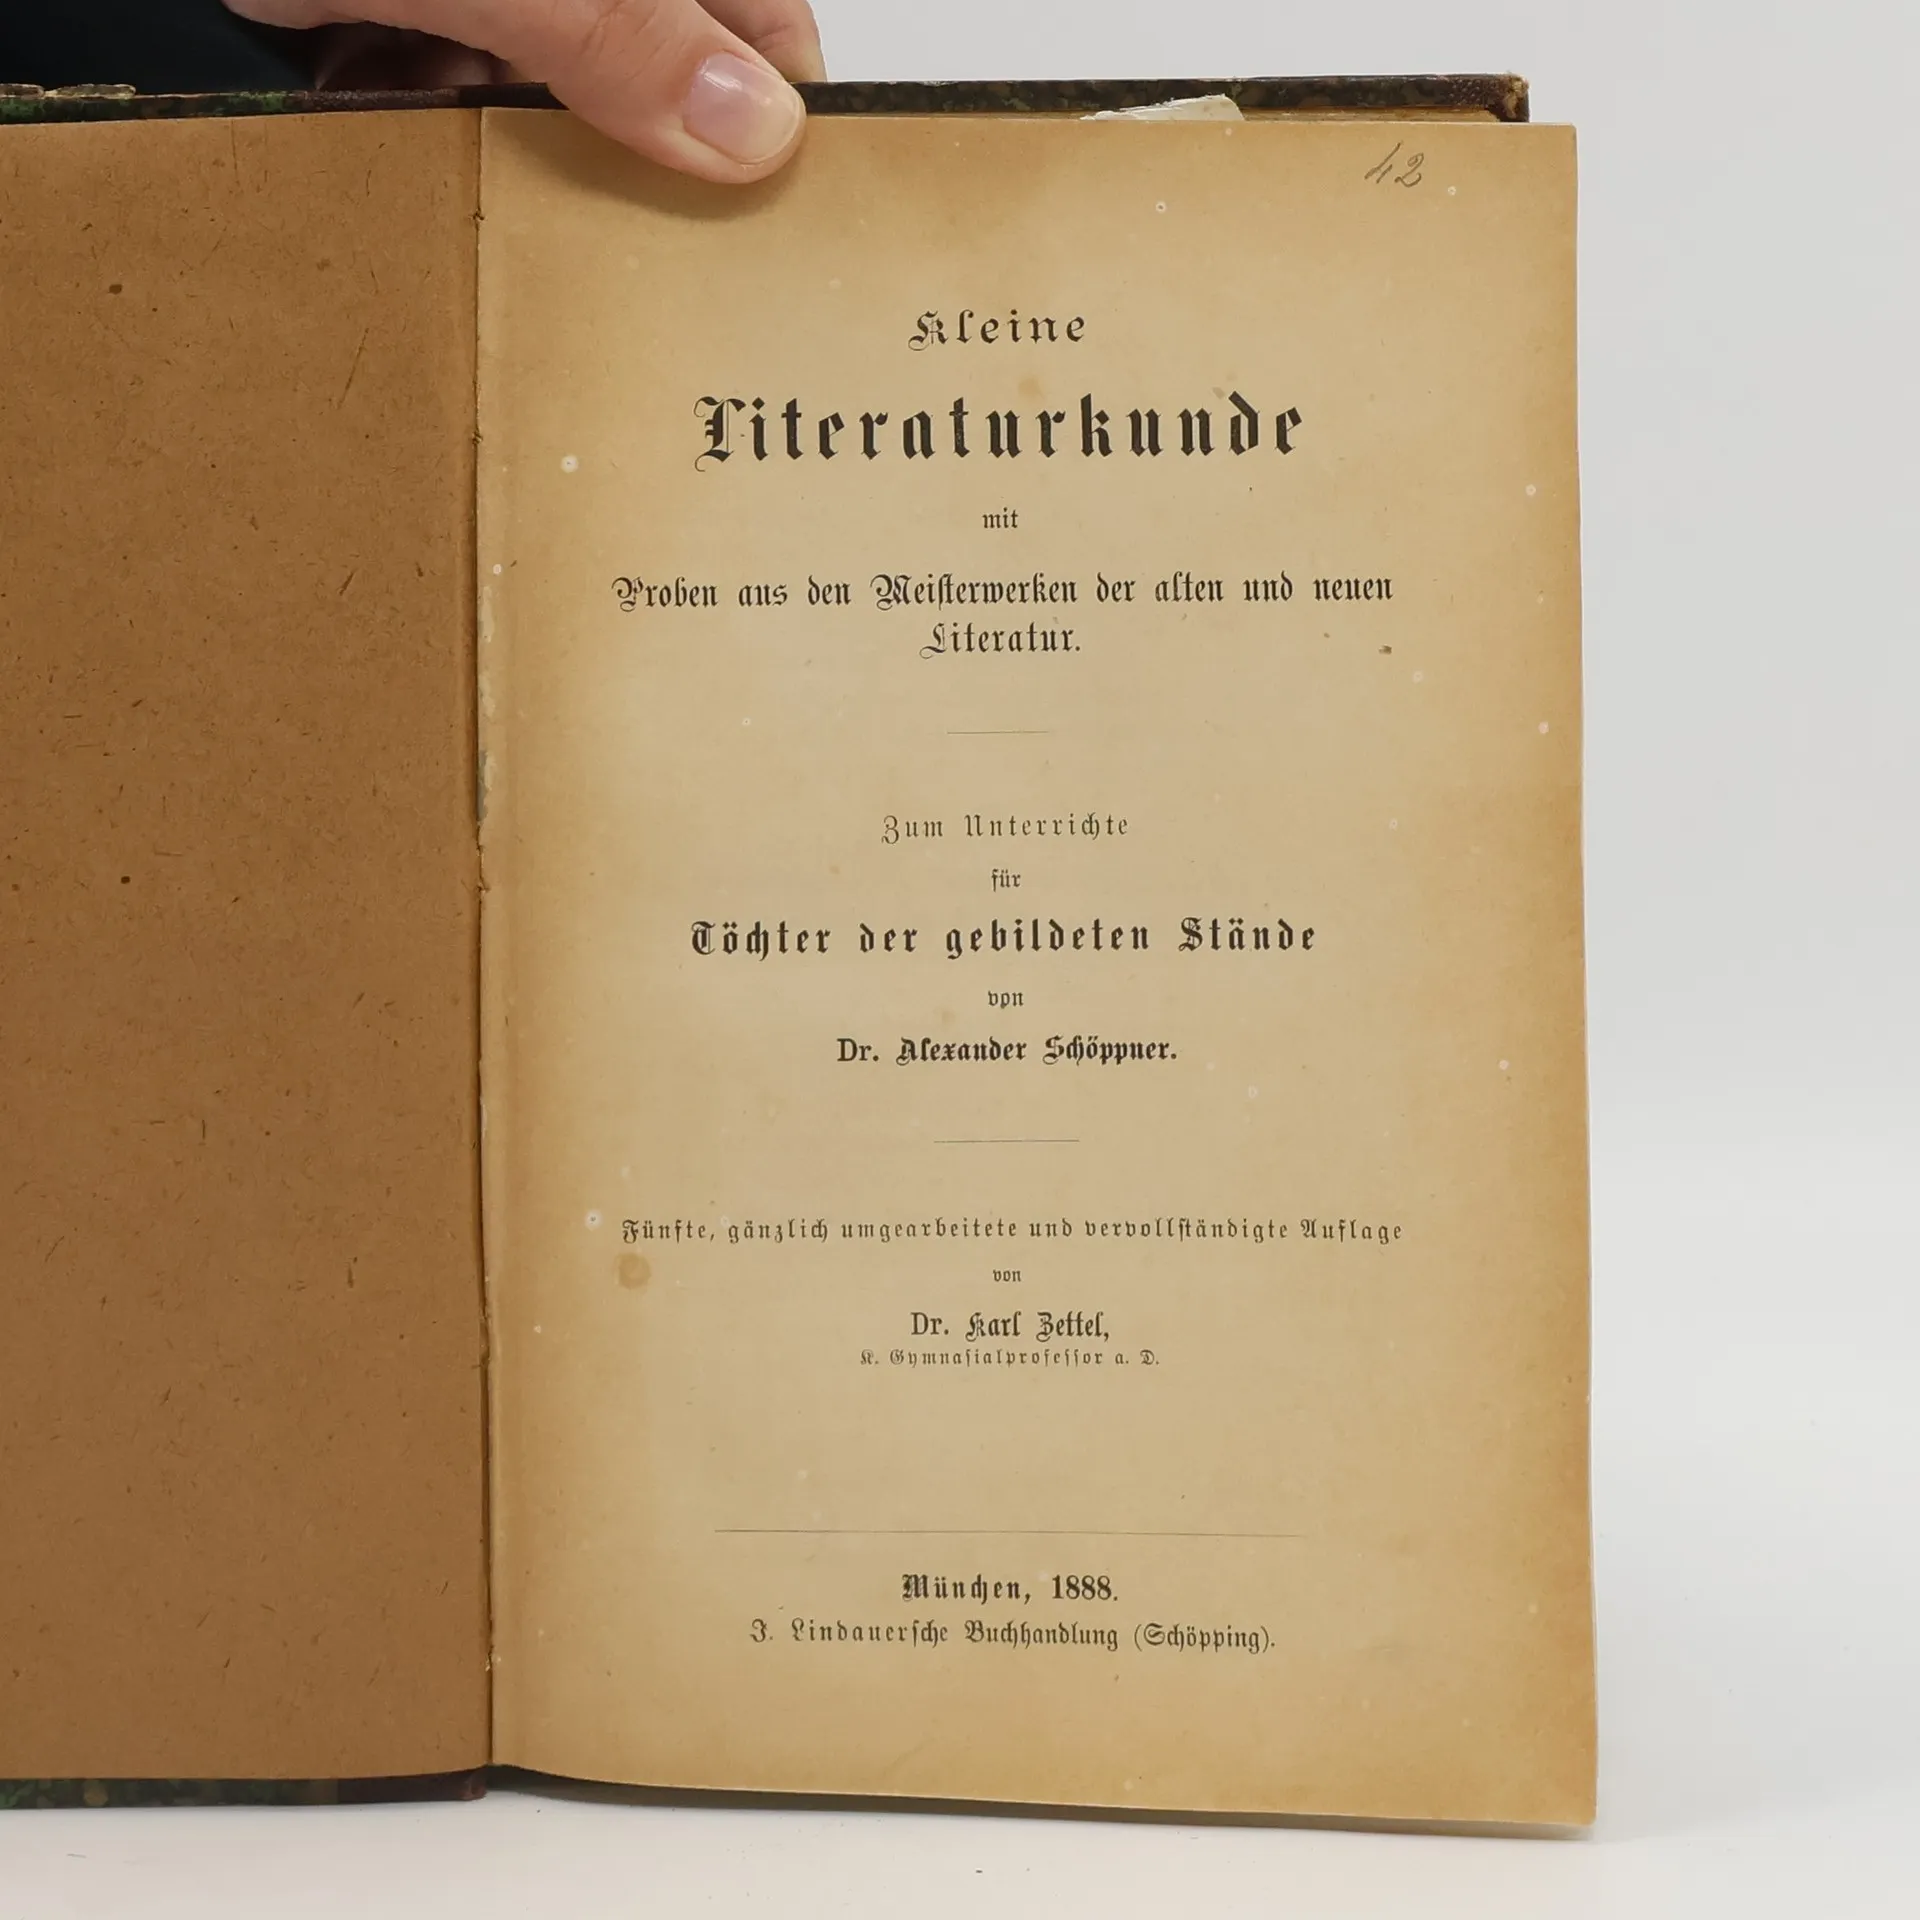 42
Kleine
Literaturkunde
mit
Proben aus den Meisterwerken der alten und neuen
Literatur.
Zum Unterrichte
für
Töchter der gebildeten Stände
von
Dr. Alexander Schöppner.
Fünfte, gänzlich umgearbeitete und vervollständigte Auflage
von
Dr. Karl Zettel,
K. Gymnasialprofessor a. D.
München, 1888.
J. Lindauersche Buchhandlung (Schöpping).